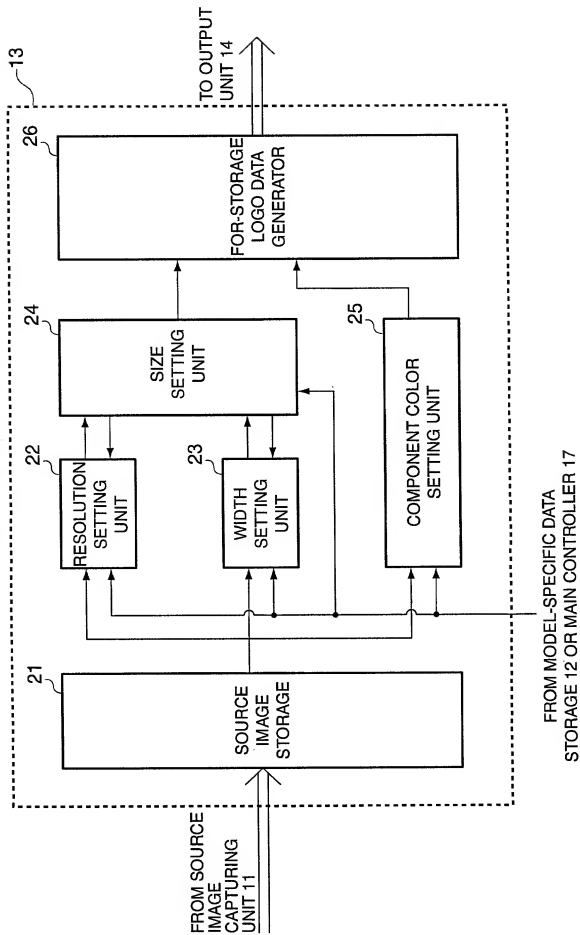 13
FROM SOURCE
IMAGE
CAPTURING
UNIT 11
21
SOURCE
IMAGE
STORAGE
22
RESOLUTION
SETTING
UNIT
23
WIDTH
SETTING
UNIT
24
SIZE
SETTING
UNIT
25
COMPONENT COLOR
SETTING UNIT
26
FOR-STORAGE
LOGO DATA
GENERATOR
TO OUTPUT
UNIT 14
FROM MODEL-SPECIFIC DATA
STORAGE 12 OR MAIN CONTROLLER 17